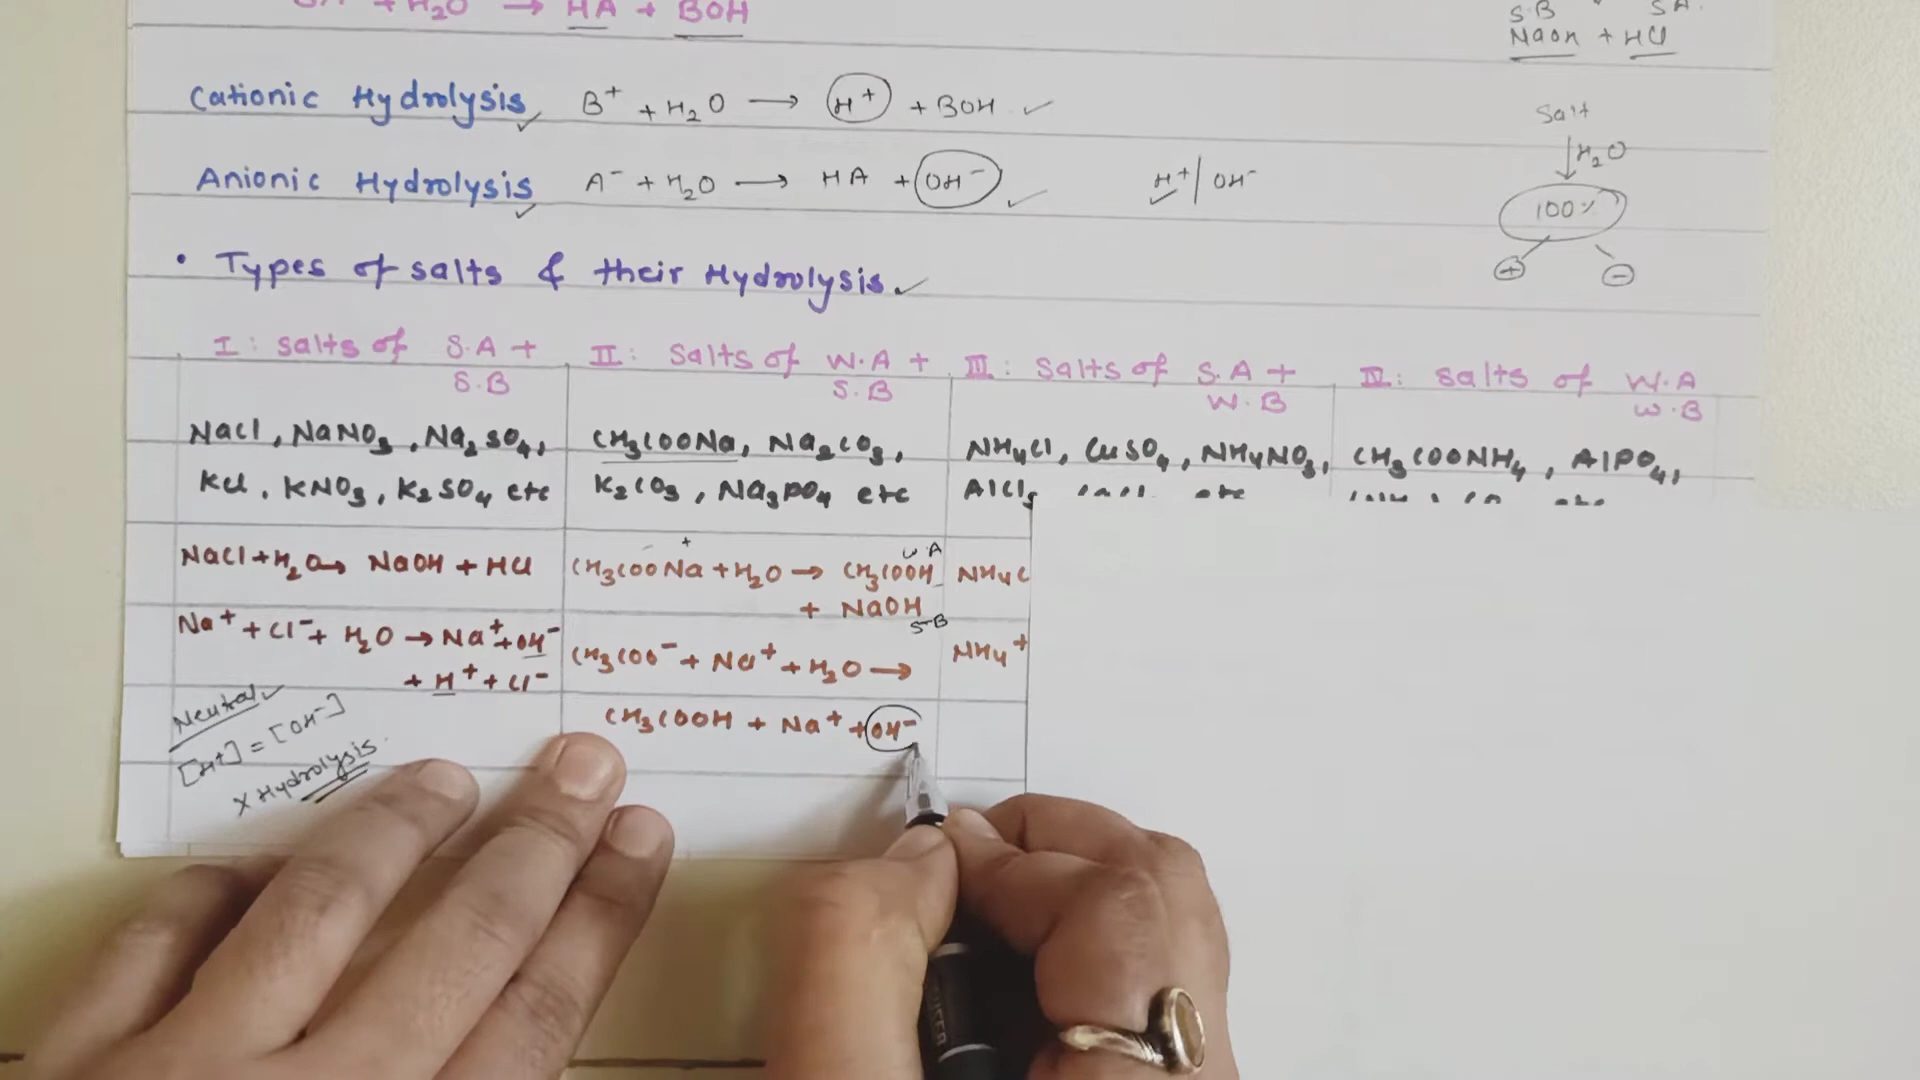 + H₂O → HA + BOH
S.B S.A.
NaOH + HCl
Cationic Hydrolysis B⁺ + H₂O → H⁺ + BOH
Anionic Hydrolysis A⁻ + H₂O → HA + OH⁻
H⁺ | OH⁻
Salt
↓ H₂O
100%
+ −
• Types of salts & their Hydrolysis.
I: salts of S.A + S.B
NaCl, NaNO₃, Na₂SO₄,
KCl, KNO₃, K₂SO₄ etc
NaCl + H₂O → NaOH + HCl
Na⁺ + Cl⁻ + H₂O → Na⁺ + OH⁻
+ H⁺ + Cl⁻
Neutral
[H⁺] = [OH⁻]
X Hydrolysis
II: Salts of W.A + S.B
CH₃COONa, Na₂CO₃,
K₂CO₃, Na₃PO₄ etc
− + W.A
CH₃COONa + H₂O → CH₃COOH
+ NaOH
S-B
CH₃COO⁻ + Na⁺ + H₂O →
CH₃COOH + Na⁺ + OH⁻
III: Salts of S.A + W.B
NH₄Cl, CuSO₄, NH₄NO₃,
etc
NH₄C
NH₄⁺
IV: salts of W.A W.B
CH₃COONH₄, AlPO₄,